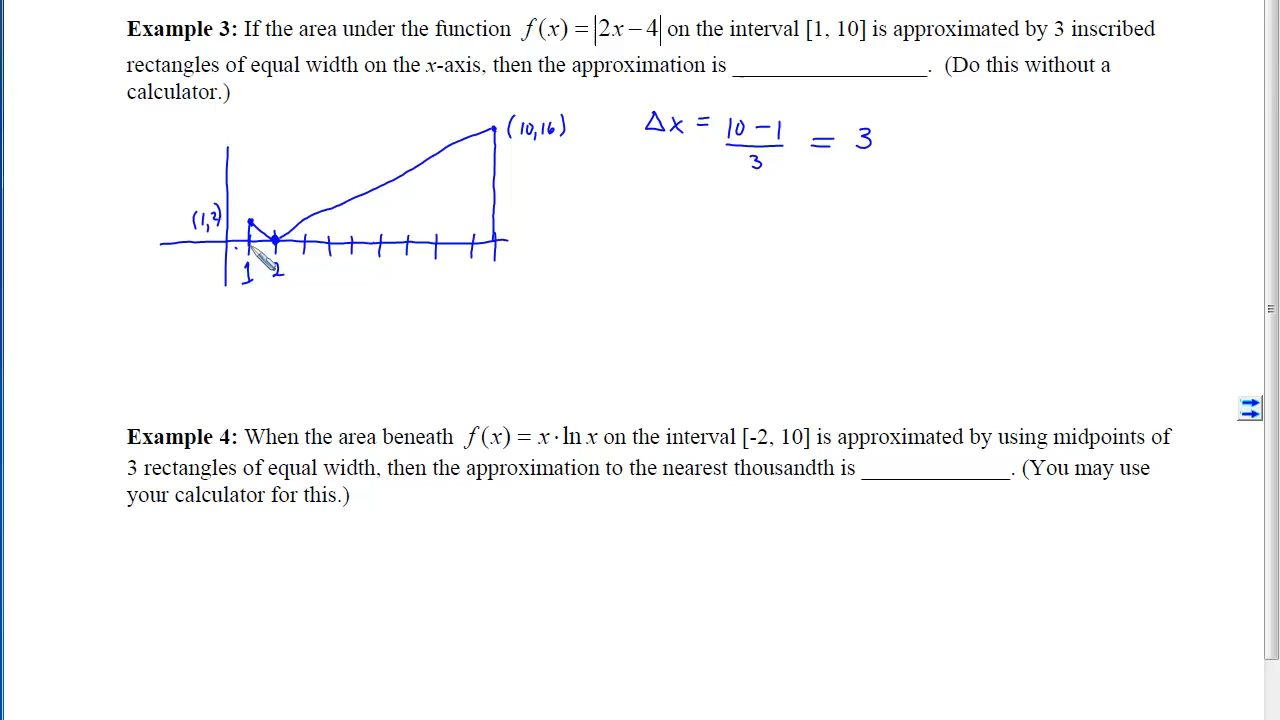 Example 3: If the area under the function f(x) = |2x − 4| on the interval [1, 10] is approximated by 3 inscribed
rectangles of equal width on the x-axis, then the approximation is _________________. (Do this without a
calculator.)
(10,16)
Δx = 10 − 1 / 3 = 3
(1,2)
1 2
Example 4: When the area beneath f(x) = x · ln x on the interval [-2, 10] is approximated by using midpoints of
3 rectangles of equal width, then the approximation to the nearest thousandth is _____________. (You may use
your calculator for this.)